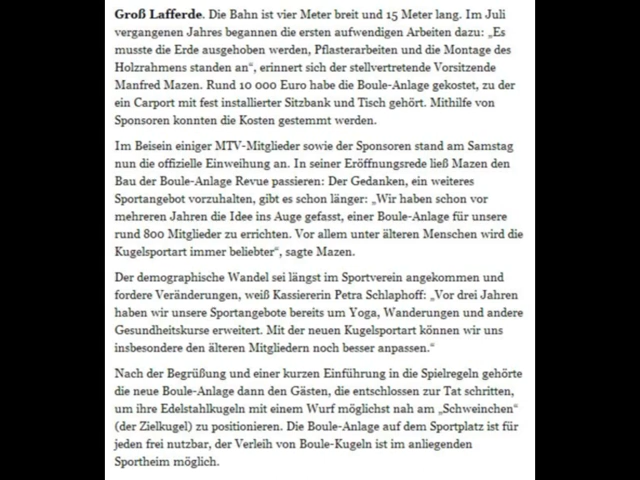 Groß Lafferde. Die Bahn ist vier Meter breit und 15 Meter lang. Im Juli
vergangenen Jahres begannen die ersten aufwendigen Arbeiten dazu: „Es
musste die Erde ausgehoben werden, Pflasterarbeiten und die Montage des
Holzrahmens standen an“, erinnert sich der stellvertretende Vorsitzende
Manfred Mazen. Rund 10 000 Euro habe die Boule-Anlage gekostet, zu der
ein Carport mit fest installierter Sitzbank und Tisch gehört. Mithilfe von
Sponsoren konnten die Kosten gestemmt werden.
Im Beisein einiger MTV-Mitglieder sowie der Sponsoren stand am Samstag
nun die offizielle Einweihung an. In seiner Eröffnungsrede ließ Mazen den
Bau der Boule-Anlage Revue passieren: Der Gedanken, ein weiteres
Sportangebot vorzuhalten, gibt es schon länger: „Wir haben schon vor
mehreren Jahren die Idee ins Auge gefasst, einer Boule-Anlage für unsere
rund 800 Mitglieder zu errichten. Vor allem unter älteren Menschen wird die
Kugelsportart immer beliebter“, sagte Mazen.
Der demographische Wandel sei längst im Sportverein angekommen und
fordere Veränderungen, weiß Kassiererin Petra Schlaphoff: „Vor drei Jahren
haben wir unsere Sportangebote bereits um Yoga, Wanderungen und andere
Gesundheitskurse erweitert. Mit der neuen Kugelsportart können wir uns
insbesondere den älteren Mitgliedern noch besser anpassen.“
Nach der Begrüßung und einer kurzen Einführung in die Spielregeln gehörte
die neue Boule-Anlage dann den Gästen, die entschlossen zur Tat schritten,
um ihre Edelstahlkugeln mit einem Wurf möglichst nah am „Schweinchen“
(der Zielkugel) zu positionieren. Die Boule-Anlage auf dem Sportplatz ist für
jeden frei nutzbar, der Verleih von Boule-Kugeln ist im anliegenden
Sportheim möglich.